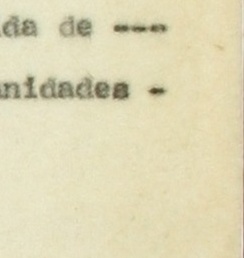 da de ---
nidades -